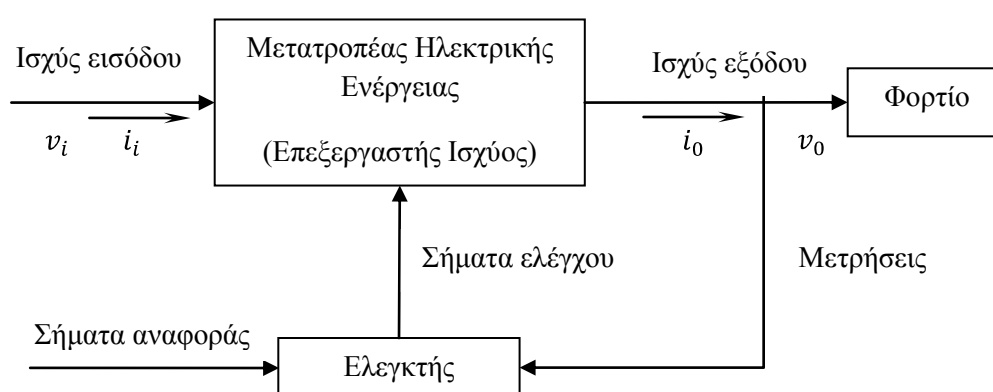 Ισχύς εισόδου
v_i i_i
Μετατροπέας Ηλεκτρικής
Ενέργειας
(Επεξεργαστής Ισχύος)
Ισχύς εξόδου
i_0 v_0
Φορτίο
Σήματα ελέγχου
Μετρήσεις
Σήματα αναφοράς
Ελεγκτής